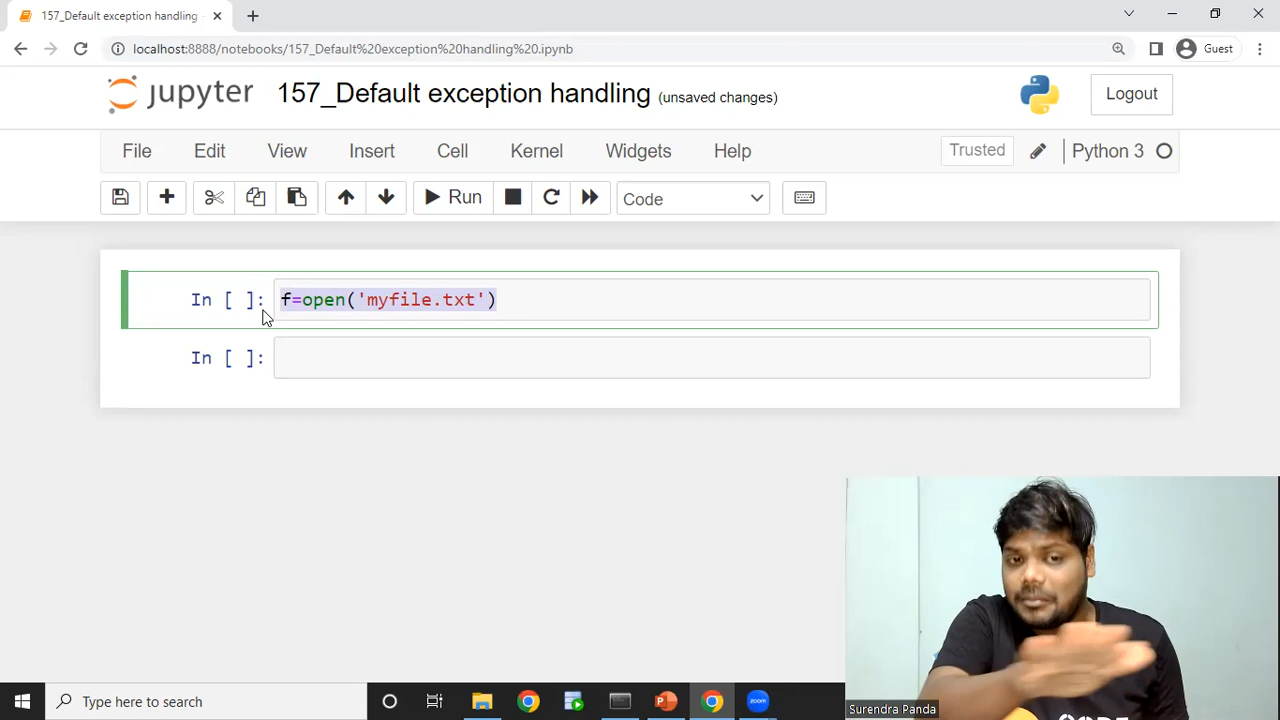 157_Default exception handling -
localhost:8888/notebooks/157_Default%20exception%20handling%20.ipynb
Guest
jupyter 157_Default exception handling (unsaved changes)
Logout
File Edit View Insert Cell Kernel Widgets Help
Trusted
Python 3
Run
Code
In [ ]: f=open('myfile.txt')
In [ ]:
Surendra Panda
Type here to search